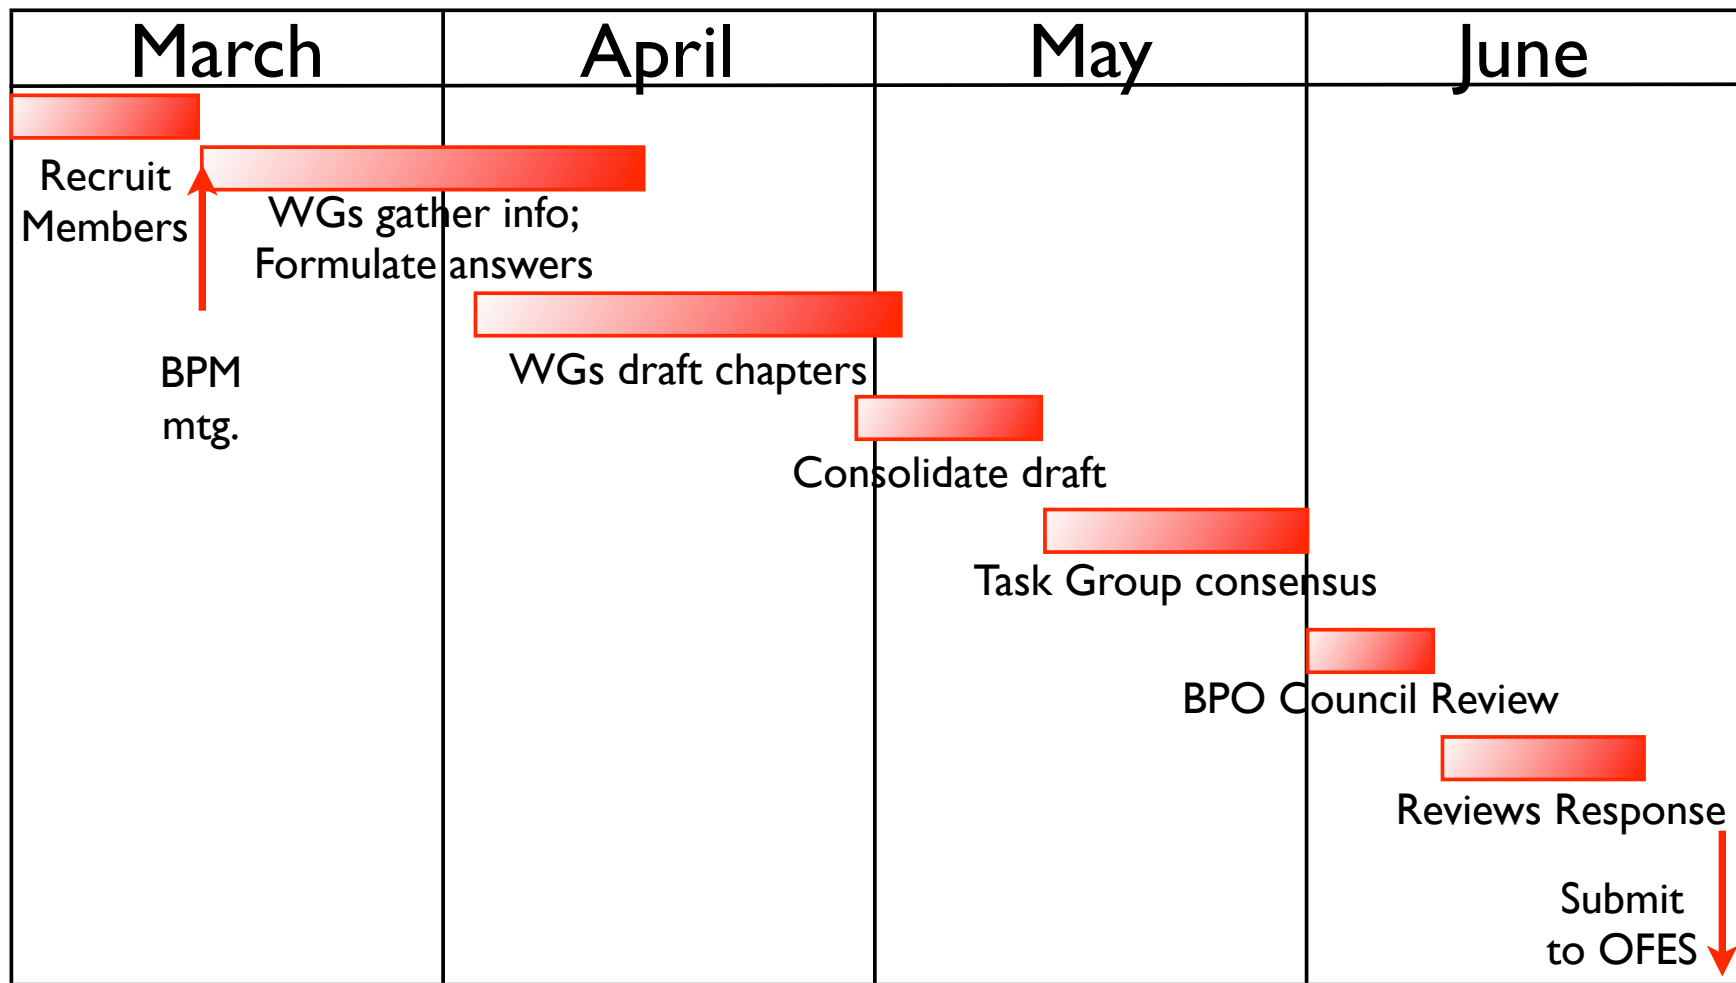 March
April
May
June
Recruit
Members
WGs gather info;
Formulate answers
BPM
mtg.
WGs draft chapters
Consolidate draft
Task Group consensus
BPO Council Review
Reviews Response
Submit
to OFES